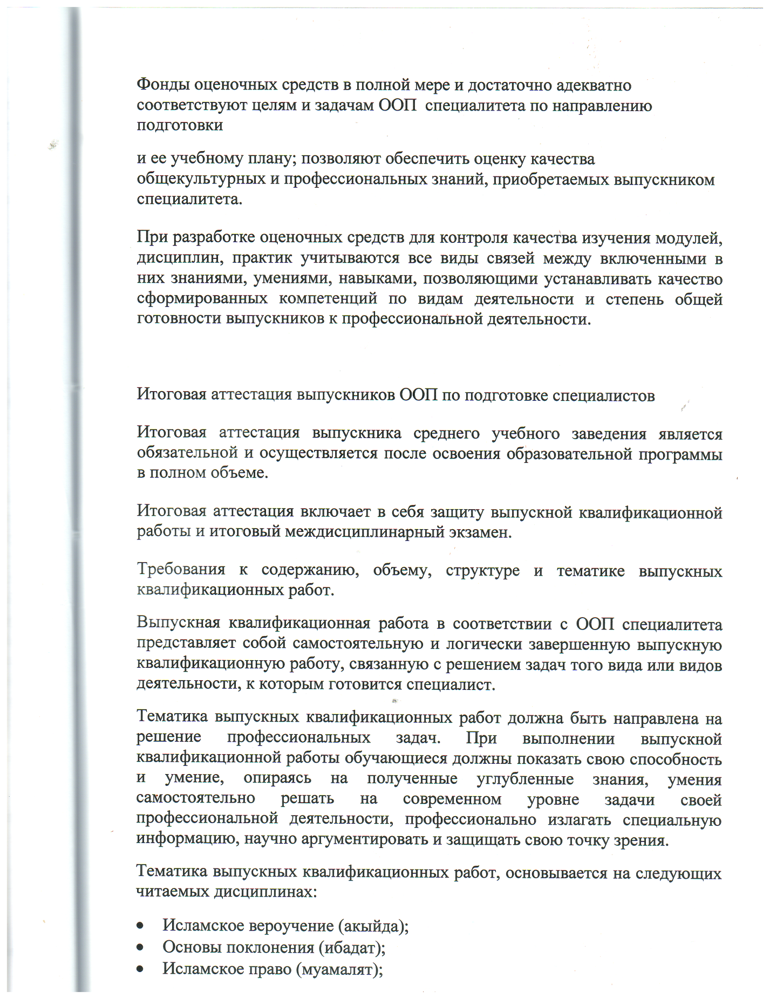 Фонды оценочных средств в полной мере и достаточно адекватно
соответствуют целям и задачам ООП специалитета по направлению
подготовки
и ее учебному плану; позволяют обеспечить оценку качества
общекультурных и профессиональных знаний, приобретаемых выпускником
специалитета.
При разработке оценочных средств для контроля качества изучения модулей,
дисциплин, практик учитываются все виды связей между включенными в
них знаниями, умениями, навыками, позволяющими устанавливать качество
сформированных компетенций по видам деятельности и степень общей
готовности выпускников к профессиональной деятельности.
Итоговая аттестация выпускников ООП по подготовке специалистов
Итоговая аттестация выпускника среднего учебного заведения является
обязательной и осуществляется после освоения образовательной программы
в полном объеме.
Итоговая аттестация включает в себя защиту выпускной квалификационной
работы и итоговый междисциплинарный экзамен.
Требования к содержанию, объему, структуре и тематике выпускных
квалификационных работ.
Выпускная квалификационная работа в соответствии с ООП специалитета
представляет собой самостоятельную и логически завершенную выпускную
квалификационную работу, связанную с решением задач того вида или видов
деятельности, к которым готовится специалист.
Тематика выпускных квалификационных работ должна быть направлена на
решение профессиональных задач. При выполнении выпускной
квалификационной работы обучающиеся должны показать свою способность
и умение, опираясь на полученные углубленные знания, умения
самостоятельно решать на современном уровне задачи своей
профессиональной деятельности, профессионально излагать специальную
информацию, научно аргументировать и защищать свою точку зрения.
Тематика выпускных квалификационных работ, основывается на следующих
читаемых дисциплинах:
• Исламское вероучение (акыйда);
• Основы поклонения (ибадат);
• Исламское право (муамалят);